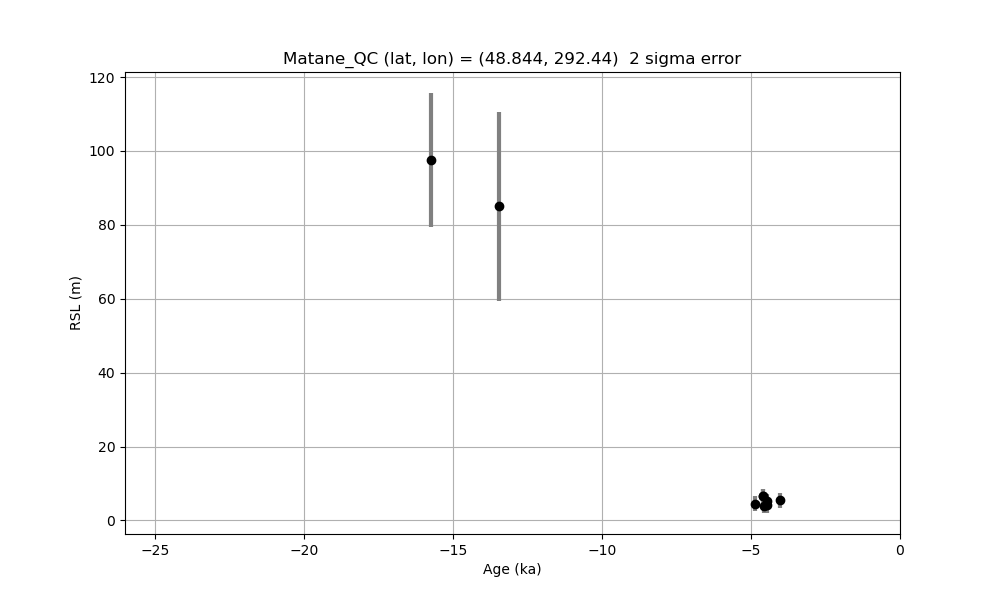 Matane_QC (lat, lon) = (48.844, 292.44)  2 sigma error
120
100
80
60
40
20
0
RSL (m)
−25 −20 −15 −10 −5 0
Age (ka)